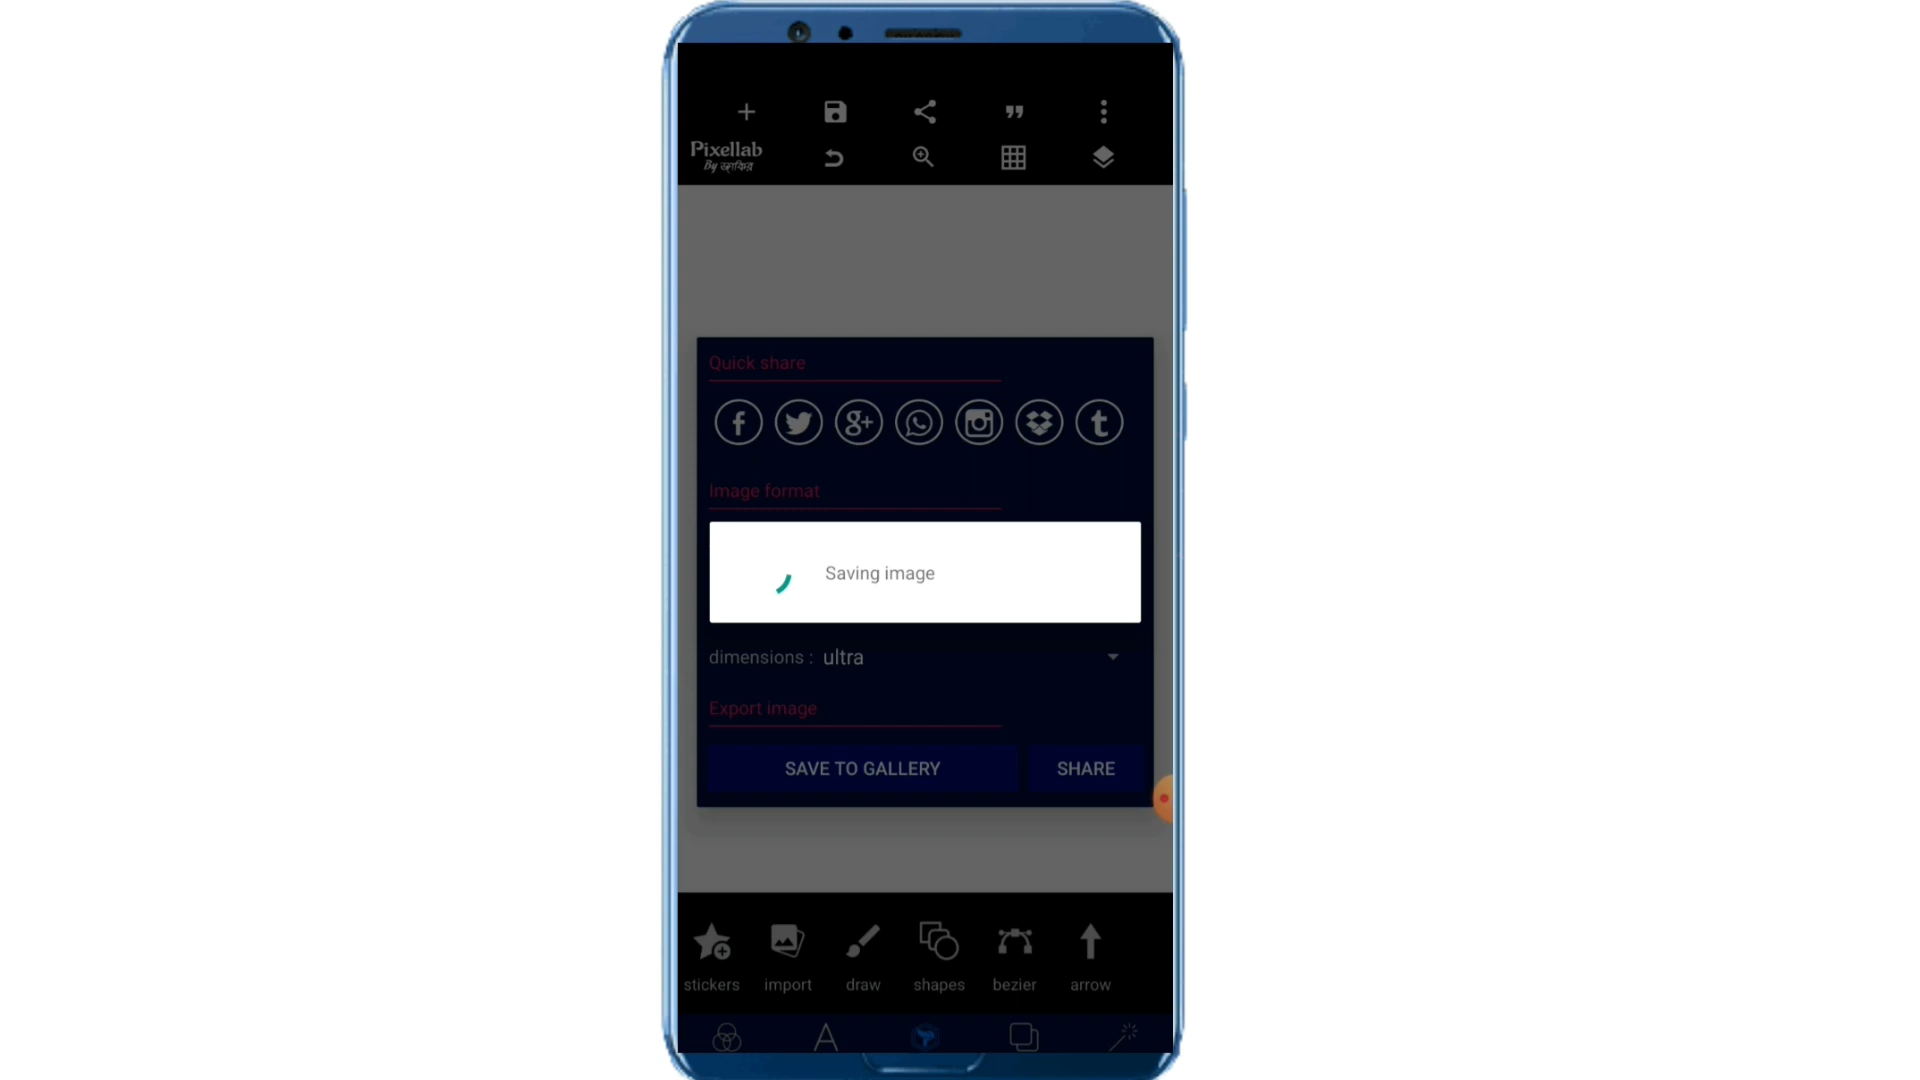 Pixellab
By জাকির
Quick share
Image format
Saving image
dimensions : ultra
Export image
SAVE TO GALLERY SHARE
stickers import draw shapes bezier arrow